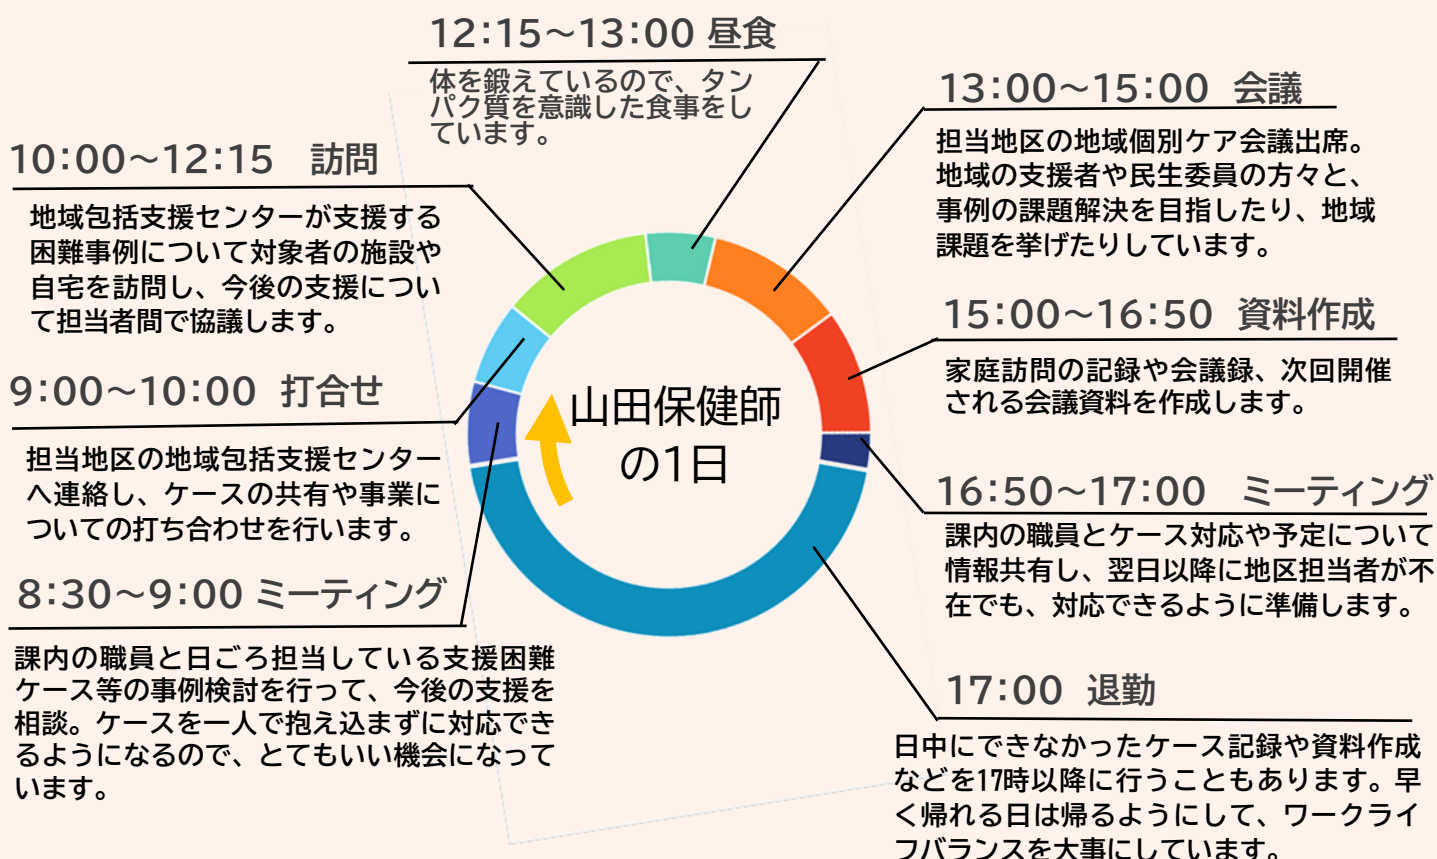 12:15～13:00 昼食
体を鍛えているので、タン
パク質を意識した食事をし
ています。
13:00～15:00 会議
担当地区の地域個別ケア会議出席。
地域の支援者や民生委員の方々と、
事例の課題解決を目指したり、地域
課題を挙げたりしています。
10:00～12:15 訪問
地域包括支援センターが支援する
困難事例について対象者の施設や
自宅を訪問し、今後の支援につい
て担当者間で協議します。
15:00～16:50 資料作成
家庭訪問の記録や会議録、次回開催
される会議資料を作成します。
9:00～10:00 打合せ
担当地区の地域包括支援センター
へ連絡し、ケースの共有や事業に
ついての打ち合わせを行います。
山田保健師
の1日
16:50～17:00 ミーティング
課内の職員とケース対応や予定について
情報共有し、翌日以降に地区担当者が不
在でも、対応できるように準備します。
8:30～9:00 ミーティング
課内の職員と日ごろ担当している支援困難
ケース等の事例検討を行って、今後の支援を
相談。ケースを一人で抱え込まずに対応でき
るようになるので、とてもいい機会になって
います。
17:00 退勤
日中にできなかったケース記録や資料作成
などを17時以降に行うこともあります。早
く帰れる日は帰るようにして、ワークライ
フバランスを大事にしています。